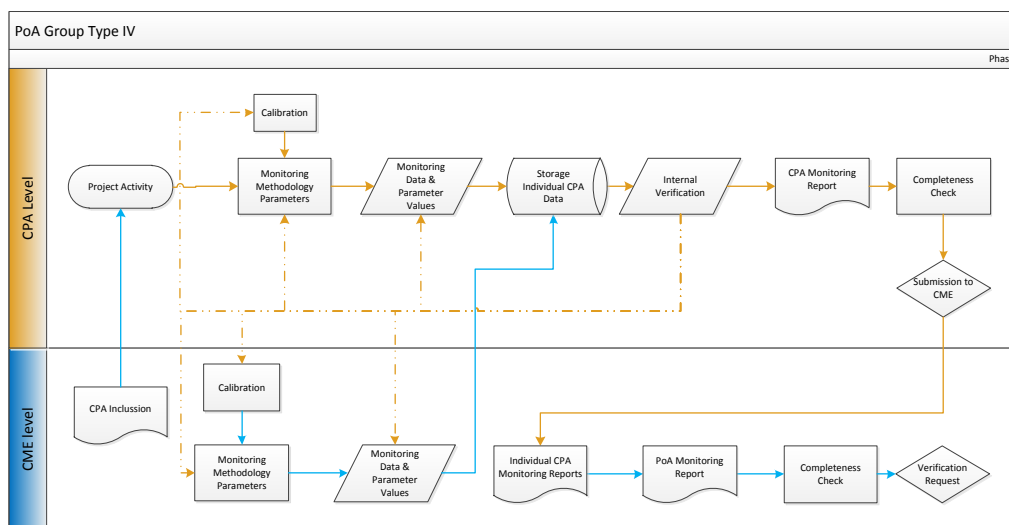 PoA Group Type IV
Phas
CPA Level
Calibration
Project Activity
Monitoring
Methodology
Parameters
Monitoring
Data &
Parameter
Values
Storage
Individual CPA
Data
Internal
Verification
CPA Monitoring
Report
Completeness
Check
Submission to
CME
CME level
CPA Inclussion
Calibration
Monitoring
Methodology
Parameters
Monitoring
Data &
Parameter
Values
Individual CPA
Monitoring Reports
PoA Monitoring
Report
Completeness
Check
Verification
Request